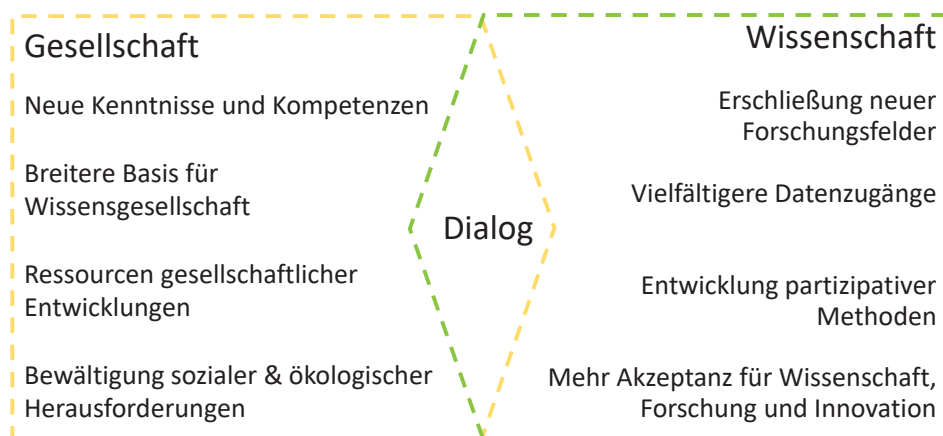 Gesellschaft
Neue Kenntnisse und Kompetenzen
Breitere Basis für
Wissensgesellschaft
Ressourcen gesellschaftlicher
Entwicklungen
Bewältigung sozialer & ökologischer
Herausforderungen
Dialog
Wissenschaft
Erschließung neuer
Forschungsfelder
Vielfältigere Datenzugänge
Entwicklung partizipativer
Methoden
Mehr Akzeptanz für Wissenschaft,
Forschung und Innovation